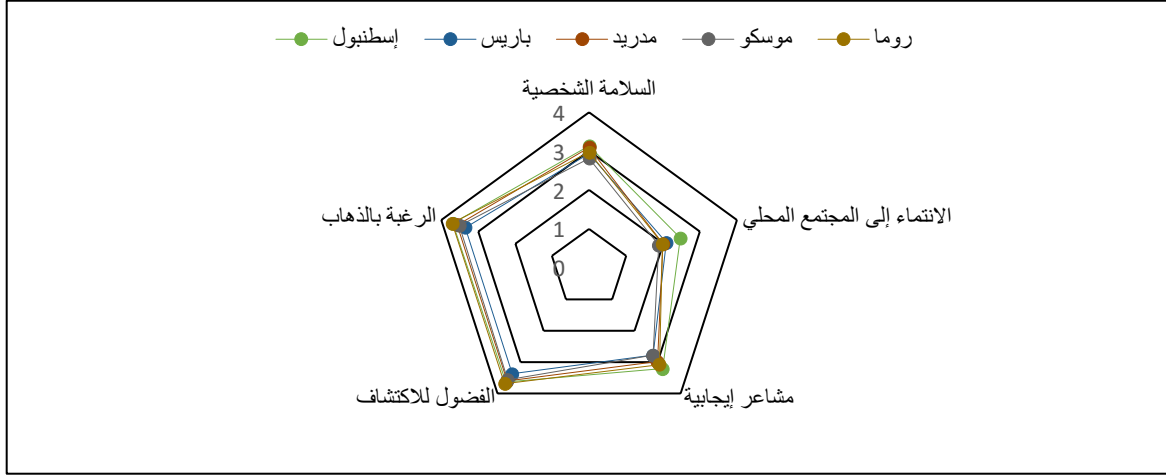 إسطنبول باريس مدريد موسكو روما
السلامة الشخصية
4
3
2
1
0
الانتماء إلى المجتمع المحلي
الرغبة بالذهاب
مشاعر إيجابية
الفضول للاكتشاف